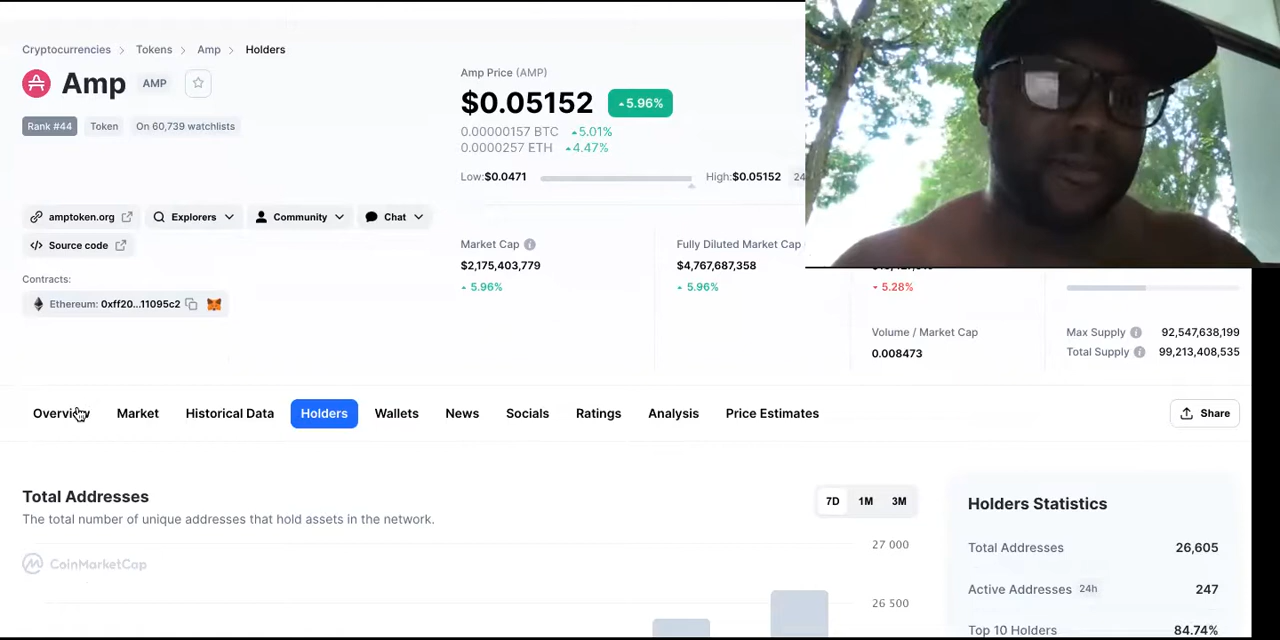 Cryptocurrencies > Tokens > Amp > Holders
Amp AMP
Rank #44 Token On 60,739 watchlists
amptoken.org Explorers Community Chat
Source code
Contracts:
Ethereum: 0xff20...11095c2
Amp Price (AMP)
$0.05152 5.96%
0.00000157 BTC 5.01%
0.0000257 ETH 4.47%
Low:$0.0471 High:$0.05152 24
Market Cap
$2,175,403,779
5.96%
Fully Diluted Market Cap
$4,767,687,358
5.96%
5.28%
Volume / Market Cap
0.008473
Max Supply 92,547,638,199
Total Supply 99,213,408,535
Overview Market Historical Data Holders Wallets News Socials Ratings Analysis Price Estimates Share
Total Addresses
The total number of unique addresses that hold assets in the network.
7D 1M 3M
CoinMarketCap
27 000
26 500
Holders Statistics
Total Addresses 26,605
Active Addresses 24h 247
Top 10 Holders 84.74%